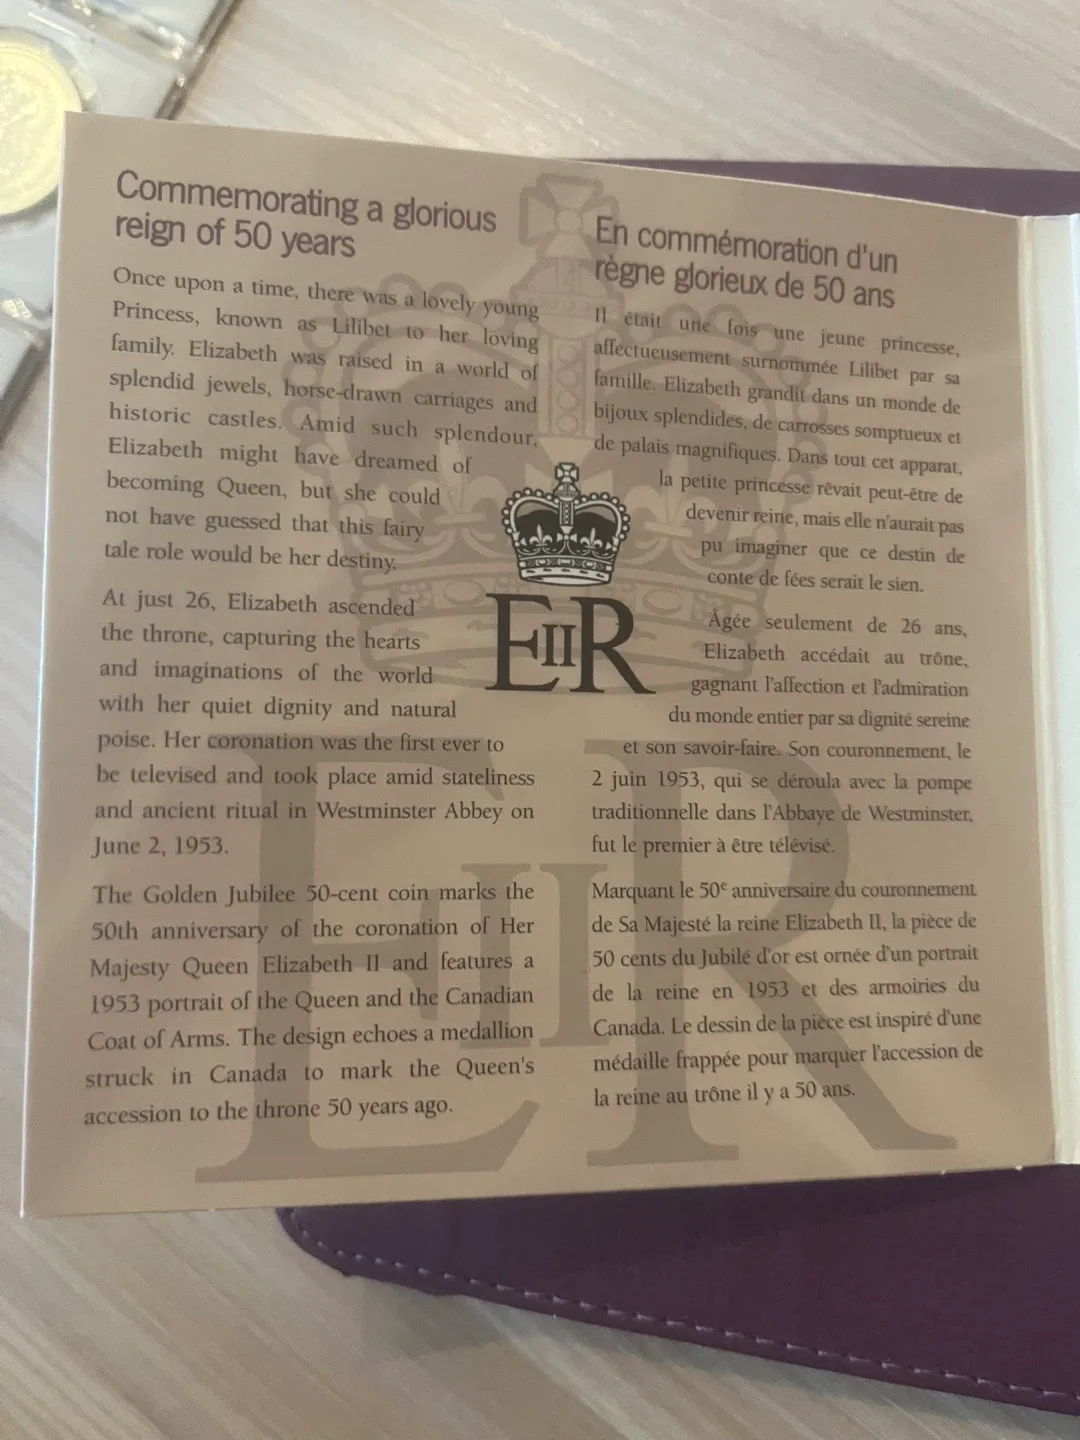 Commemorating a glorious
reign of 50 years
Once upon a time, there was a lovely young
Princess, known as Lilibet to her loving
family. Elizabeth was raised in a world of
splendid jewels, horse-drawn carriages and
historic castles. Amid such splendour,
Elizabeth might have dreamed of
becoming Queen, but she could
not have guessed that this fairy
tale role would be her destiny.
At just 26, Elizabeth ascended
the throne, capturing the hearts
and imaginations of the world
with her quiet dignity and natural
poise. Her coronation was the first ever to
be televised and took place amid stateliness
and ancient ritual in Westminster Abbey on
June 2, 1953.
The Golden Jubilee 50-cent coin marks the
50th anniversary of the coronation of Her
Majesty Queen Elizabeth II and features a
1953 portrait of the Queen and the Canadian
Coat of Arms. The design echoes a medallion
struck in Canada to mark the Queen's
accession to the throne 50 years ago.
EIIR
En commémoration d'un
règne glorieux de 50 ans
Il était une fois une jeune princesse,
affectueusement surnommée Lilibet par sa
famille. Elizabeth grandit dans un monde de
bijoux splendides, de carrosses somptueux et
de palais magnifiques. Dans tout cet apparat,
la petite princesse rêvait peut-être de
devenir reine, mais elle n'aurait pas
pu imaginer que ce destin de
conte de fées serait le sien.
Âgée seulement de 26 ans,
Elizabeth accédait au trône,
gagnant l'affection et l'admiration
du monde entier par sa dignité sereine
et son savoir-faire. Son couronnement, le
2 juin 1953, qui se déroula avec la pompe
traditionnelle dans l'Abbaye de Westminster,
fut le premier à être télévisé.
Marquant le 50e anniversaire du couronnement
de Sa Majesté la reine Elizabeth II, la pièce de
50 cents du Jubilé d'or est ornée d'un portrait
de la reine en 1953 et des armoiries du
Canada. Le dessin de la pièce est inspiré d'une
médaille frappée pour marquer l'accession de
la reine au trône il y a 50 ans.
EIIR